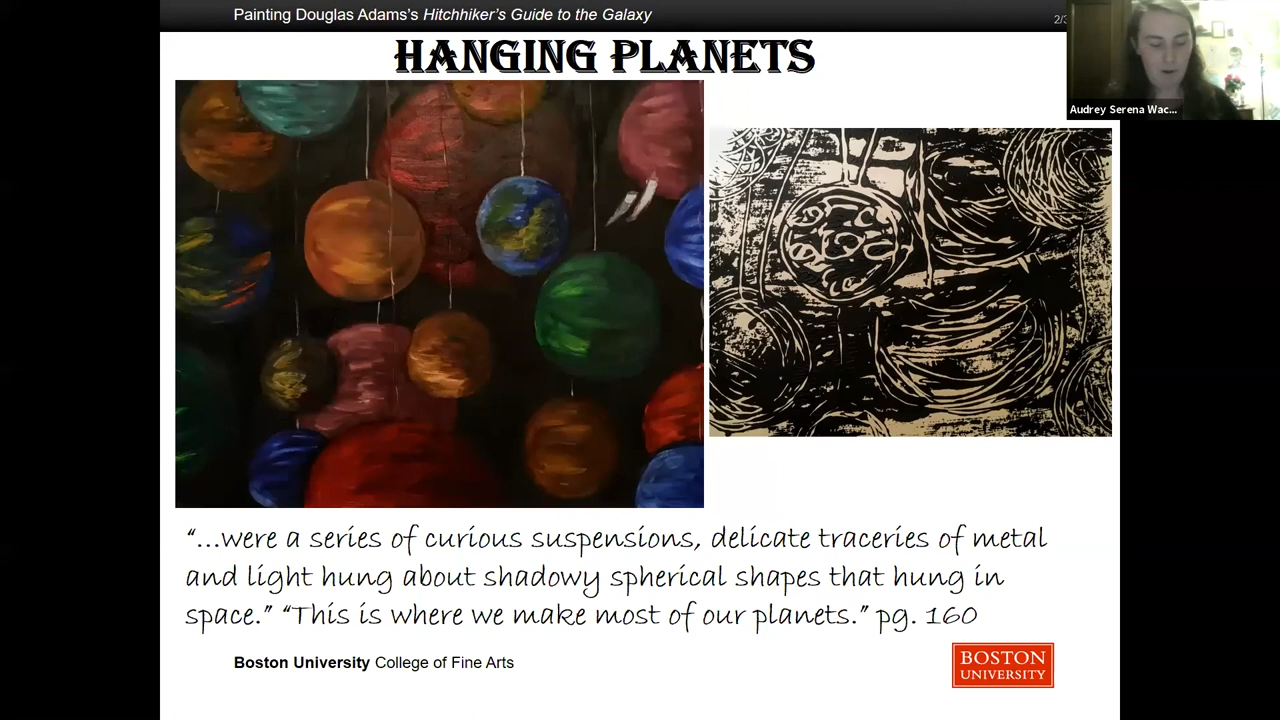 Painting Douglas Adams’s Hitchhiker’s Guide to the Galaxy
2/3
HANGING PLANETS
Audrey Serena Wac...
“...were a series of curious suspensions, delicate traceries of metal
and light hung about shadowy spherical shapes that hung in
space.” “This is where we make most of our planets.” pg. 160
Boston University College of Fine Arts
BOSTON
UNIVERSITY